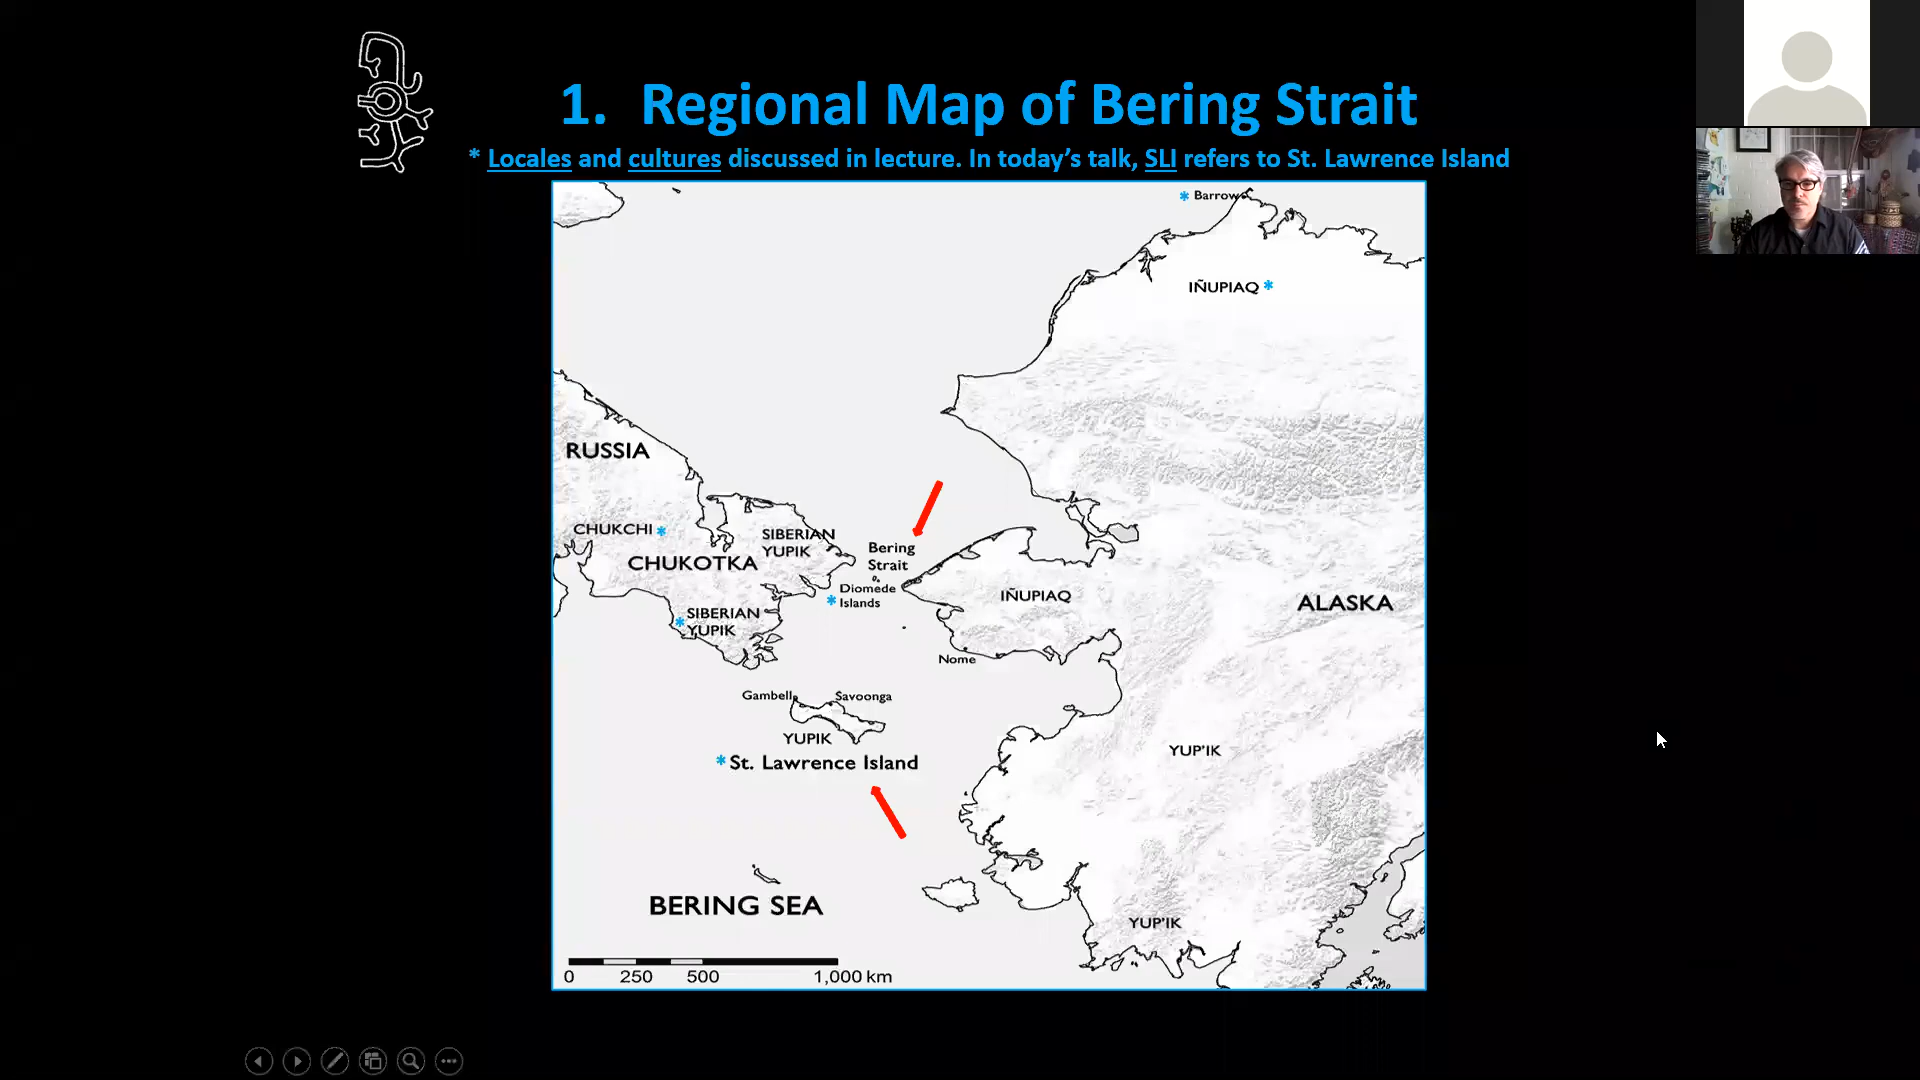 1. Regional Map of Bering Strait
* Locales and cultures discussed in lecture. In today's talk, SLI refers to St. Lawrence Island
* Barrow
IÑUPIAQ *
RUSSIA
CHUKCHI *
SIBERIAN
YUPIK
CHUKOTKA
Bering
Strait
* Diomede
Islands
IÑUPIAQ
ALASKA
* SIBERIAN
YUPIK
Nome
Gambell
Savoonga
YUPIK
* St. Lawrence Island
YUP'IK
BERING SEA
YUP'IK
0 250 500 1,000 km